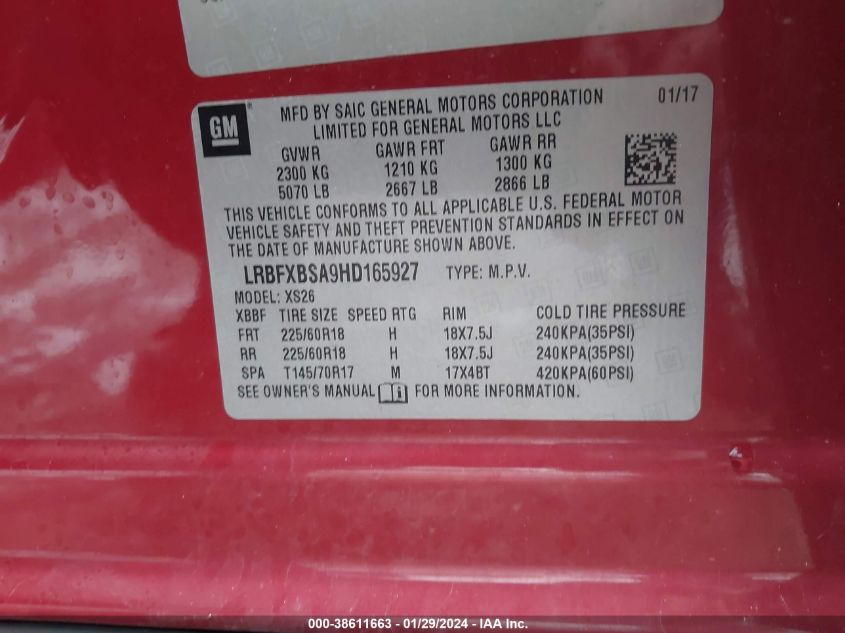 GM ®
MFD BY SAIC GENERAL MOTORS CORPORATION 01/17
LIMITED FOR GENERAL MOTORS LLC
GVWR GAWR FRT GAWR RR
2300 KG 1210 KG 1300 KG
5070 LB 2667 LB 2866 LB
THIS VEHICLE CONFORMS TO ALL APPLICABLE U.S. FEDERAL MOTOR
VEHICLE SAFETY AND THEFT PREVENTION STANDARDS IN EFFECT ON
THE DATE OF MANUFACTURE SHOWN ABOVE.
LRBFXBSA9HD165927 TYPE: M.P.V.
MODEL: XS26
XBBF TIRE SIZE SPEED RTG RIM COLD TIRE PRESSURE
FRT 225/60R18 H 18X7.5J 240KPA(35PSI)
RR 225/60R18 H 18X7.5J 240KPA(35PSI)
SPA T145/70R17 M 17X4BT 420KPA(60PSI)
SEE OWNER'S MANUAL FOR MORE INFORMATION.
000-38611663 - 01/29/2024 - IAA Inc.